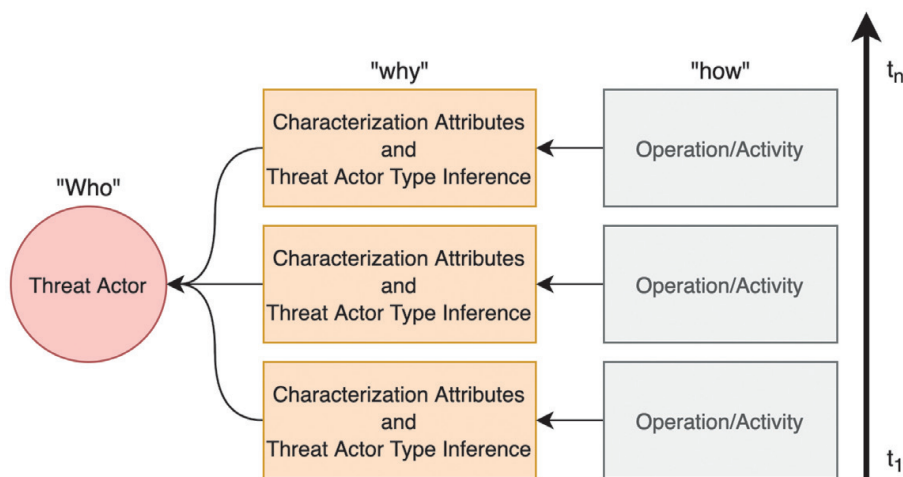 "why"
"how"
tn
Characterization Attributes
and
Threat Actor Type Inference
Operation/Activity
"Who"
Threat Actor
Characterization Attributes
and
Threat Actor Type Inference
Operation/Activity
Characterization Attributes
and
Threat Actor Type Inference
Operation/Activity
t1